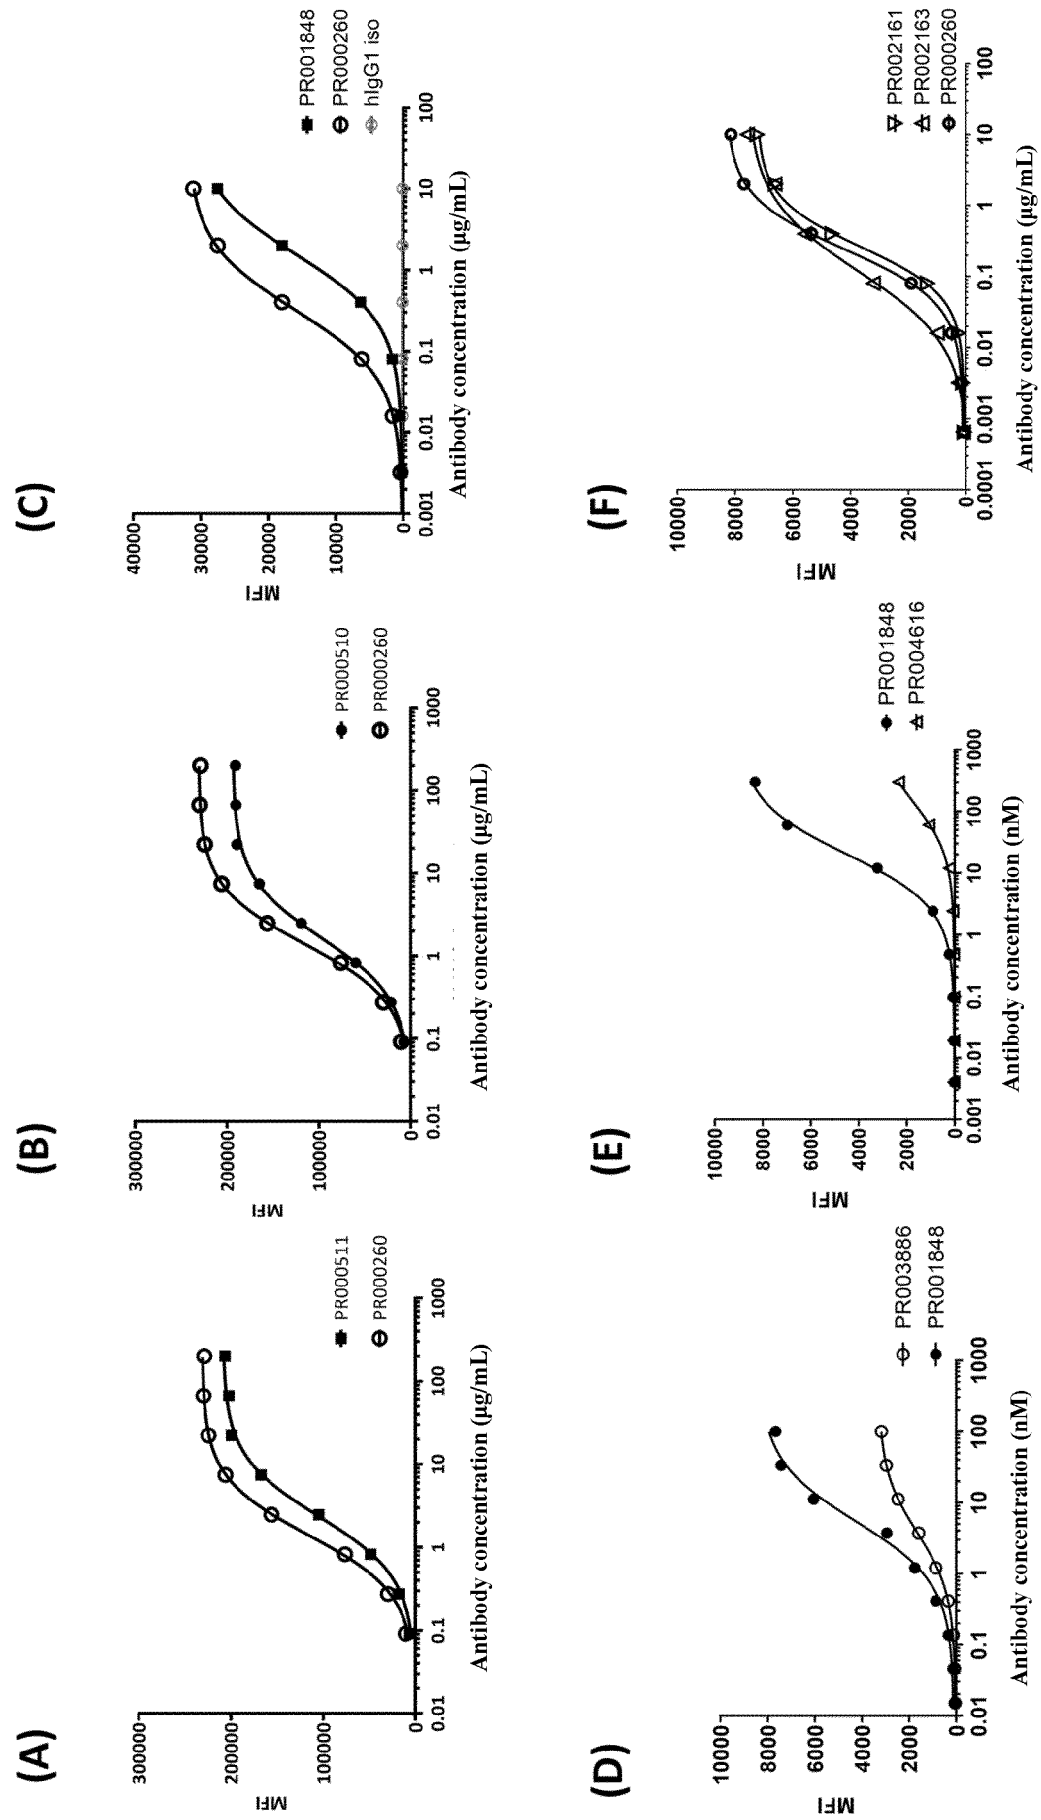 (A)
MFI
300000
200000
100000
0
0.01
0.1
1
10
100
1000
Antibody concentration (μg/mL)
PR000511
PR000260
(B)
MFI
300000
200000
100000
0
0.01
0.1
1
10
100
1000
Antibody concentration (μg/mL)
PR000510
PR000260
(C)
MFI
40000
30000
20000
10000
0
0.001
0.01
0.1
1
10
100
Antibody concentration (μg/mL)
PR001848
PR000260
hIgG1 iso
(D)
MFI
10000
8000
6000
4000
2000
0
0.01
0.1
1
10
100
1000
Antibody concentration (nM)
PR003886
PR001848
(E)
MFI
10000
8000
6000
4000
2000
0
0.001
0.01
0.1
1
10
100
1000
Antibody concentration (nM)
PR001848
PR004616
(F)
MFI
10000
8000
6000
4000
2000
0
0.0001
0.001
0.01
0.1
1
10
100
Antibody concentration (μg/mL)
PR002161
PR002163
PR000260